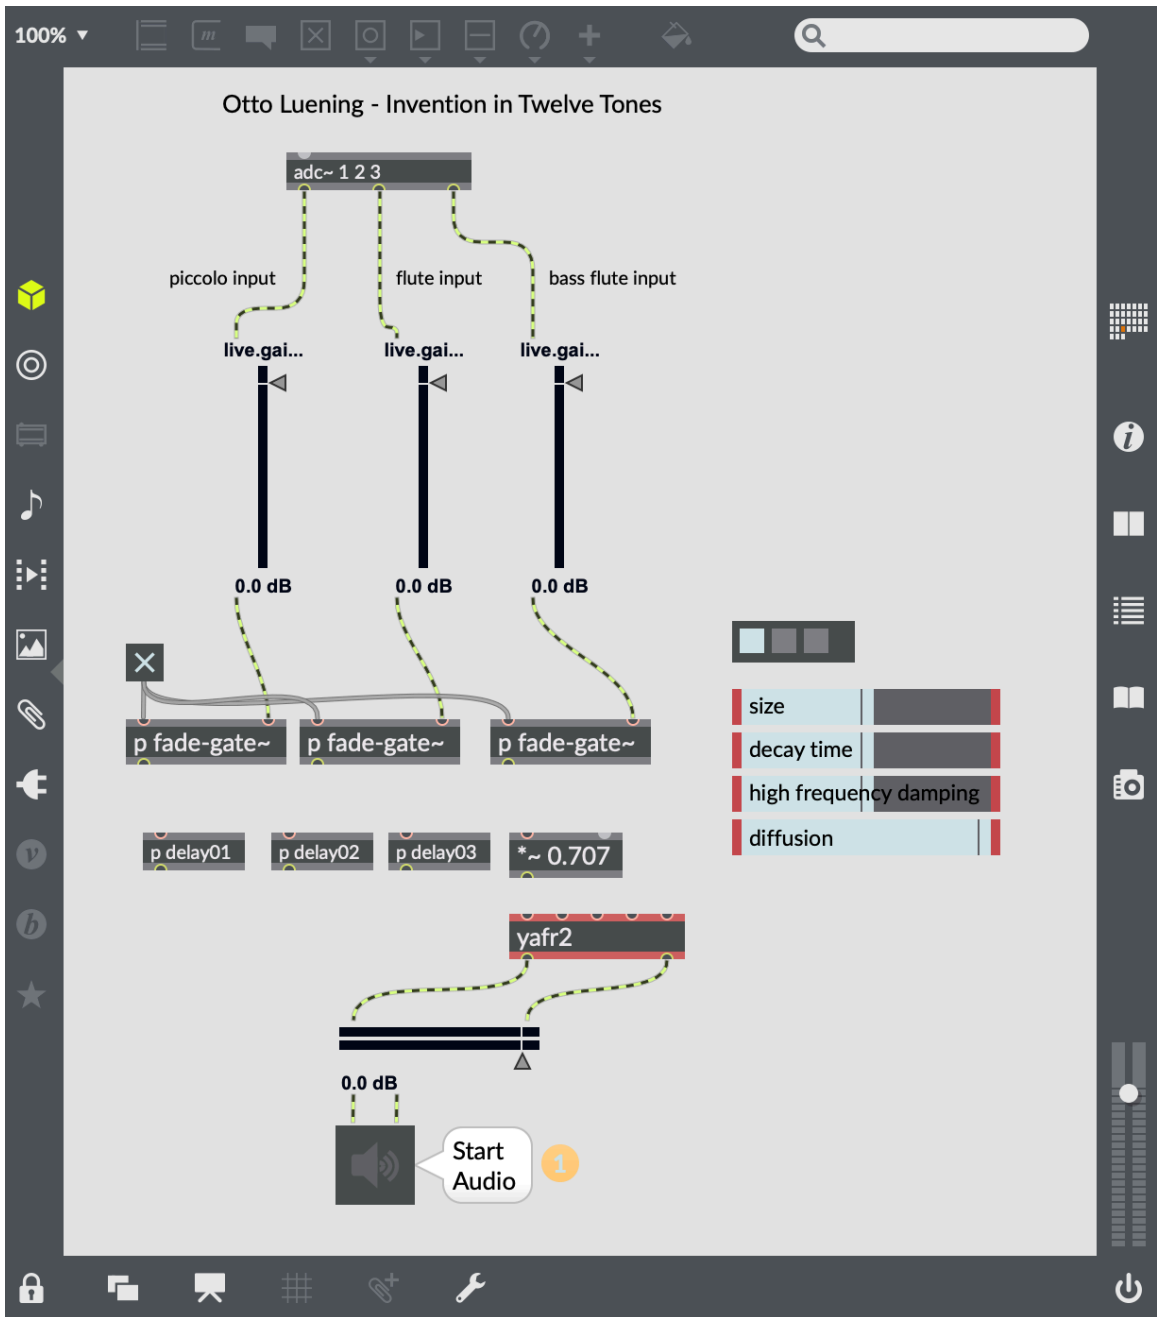 100%
m
Otto Luening - Invention in Twelve Tones
adc~ 1 2 3
piccolo input
flute input
bass flute input
live.gai...
live.gai...
live.gai...
0.0 dB
0.0 dB
0.0 dB
p fade-gate~
p fade-gate~
p fade-gate~
size
decay time
high frequency damping
diffusion
p delay01
p delay02
p delay03
*~ 0.707
yafr2
0.0 dB
Start
Audio
1
i
v
b